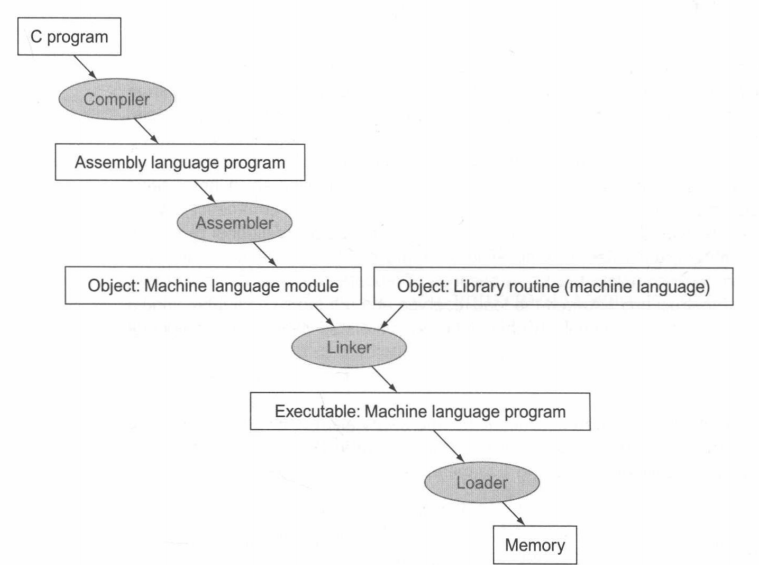 C program
Compiler
Assembly language program
Assembler
Object: Machine language module
Object: Library routine (machine language)
Linker
Executable: Machine language program
Loader
Memory